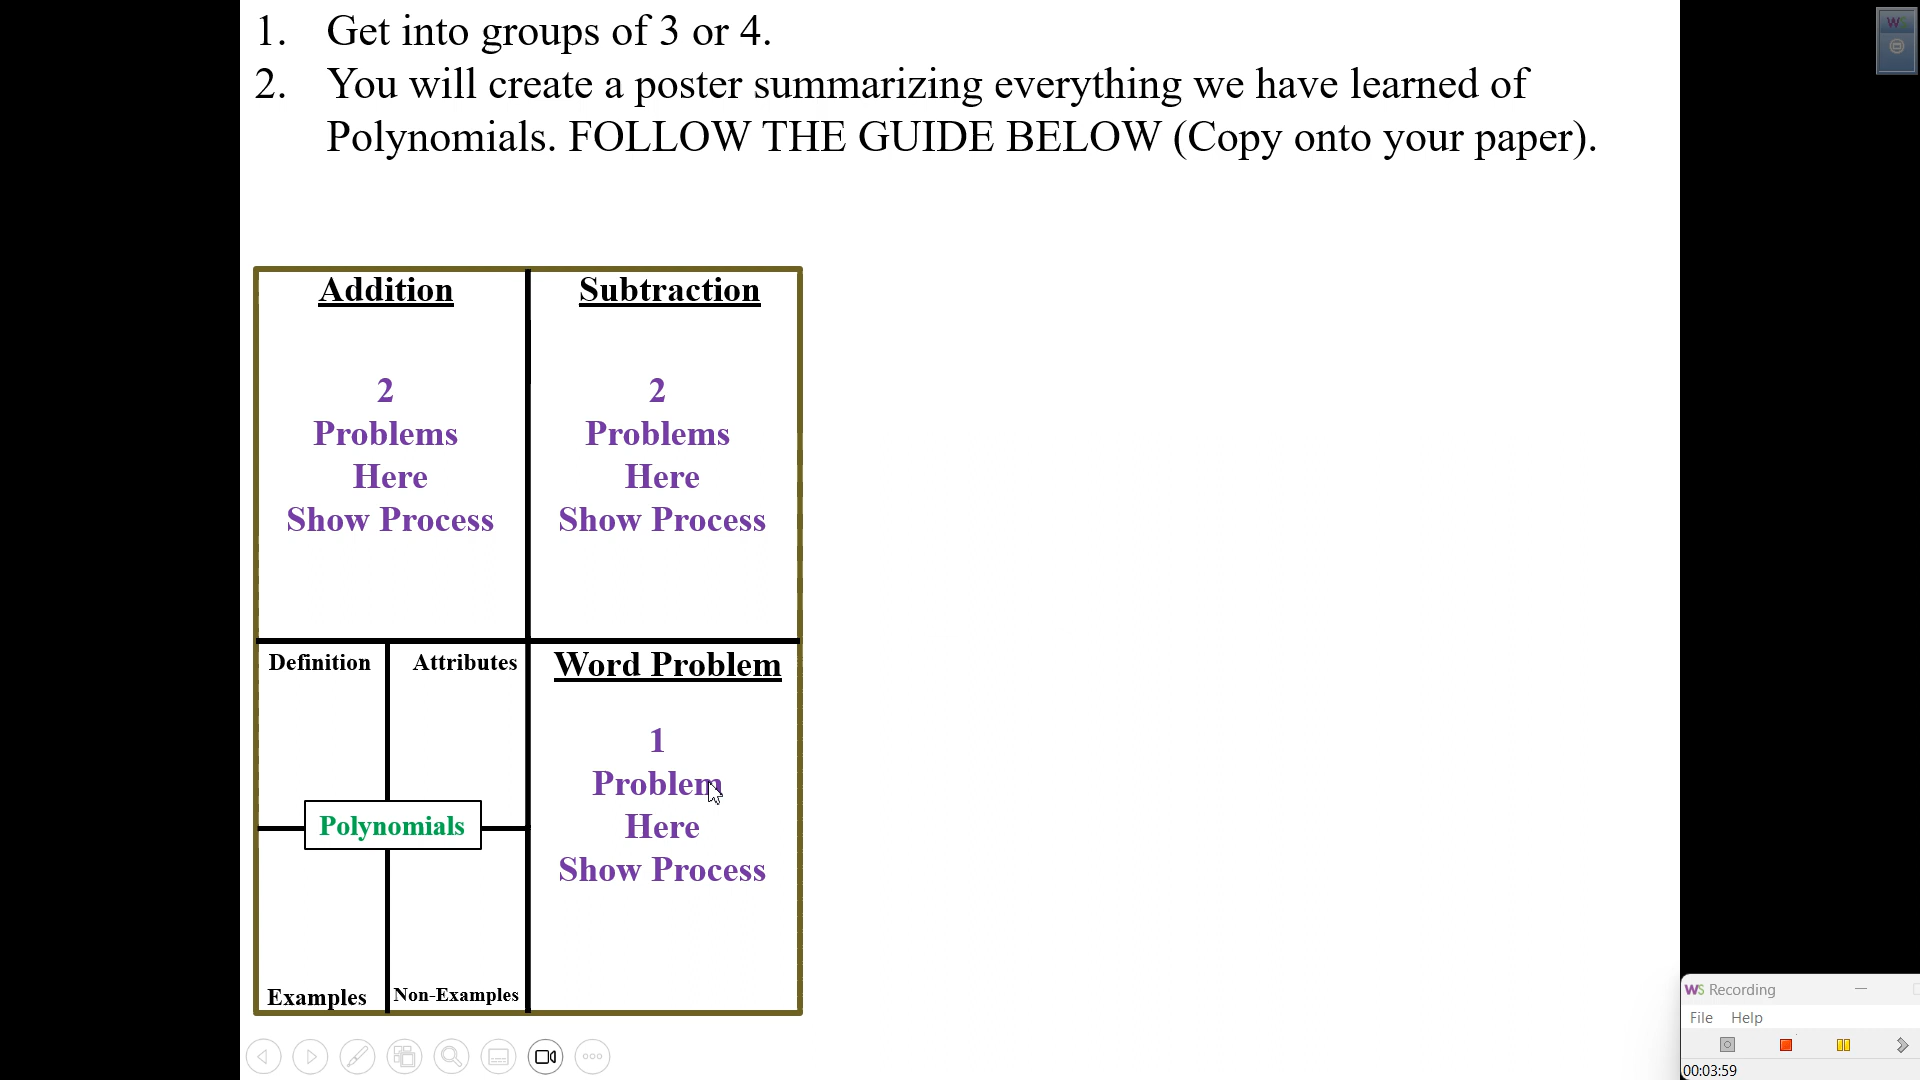 1. Get into groups of 3 or 4.
2. You will create a poster summarizing everything we have learned of
Polynomials. FOLLOW THE GUIDE BELOW (Copy onto your paper).
Addition
2
Problems
Here
Show Process
Subtraction
2
Problems
Here
Show Process
Definition
Attributes
Polynomials
Examples
Non-Examples
Word Problem
1
Problem
Here
Show Process
WS
WS Recording
File Help
00:03:59